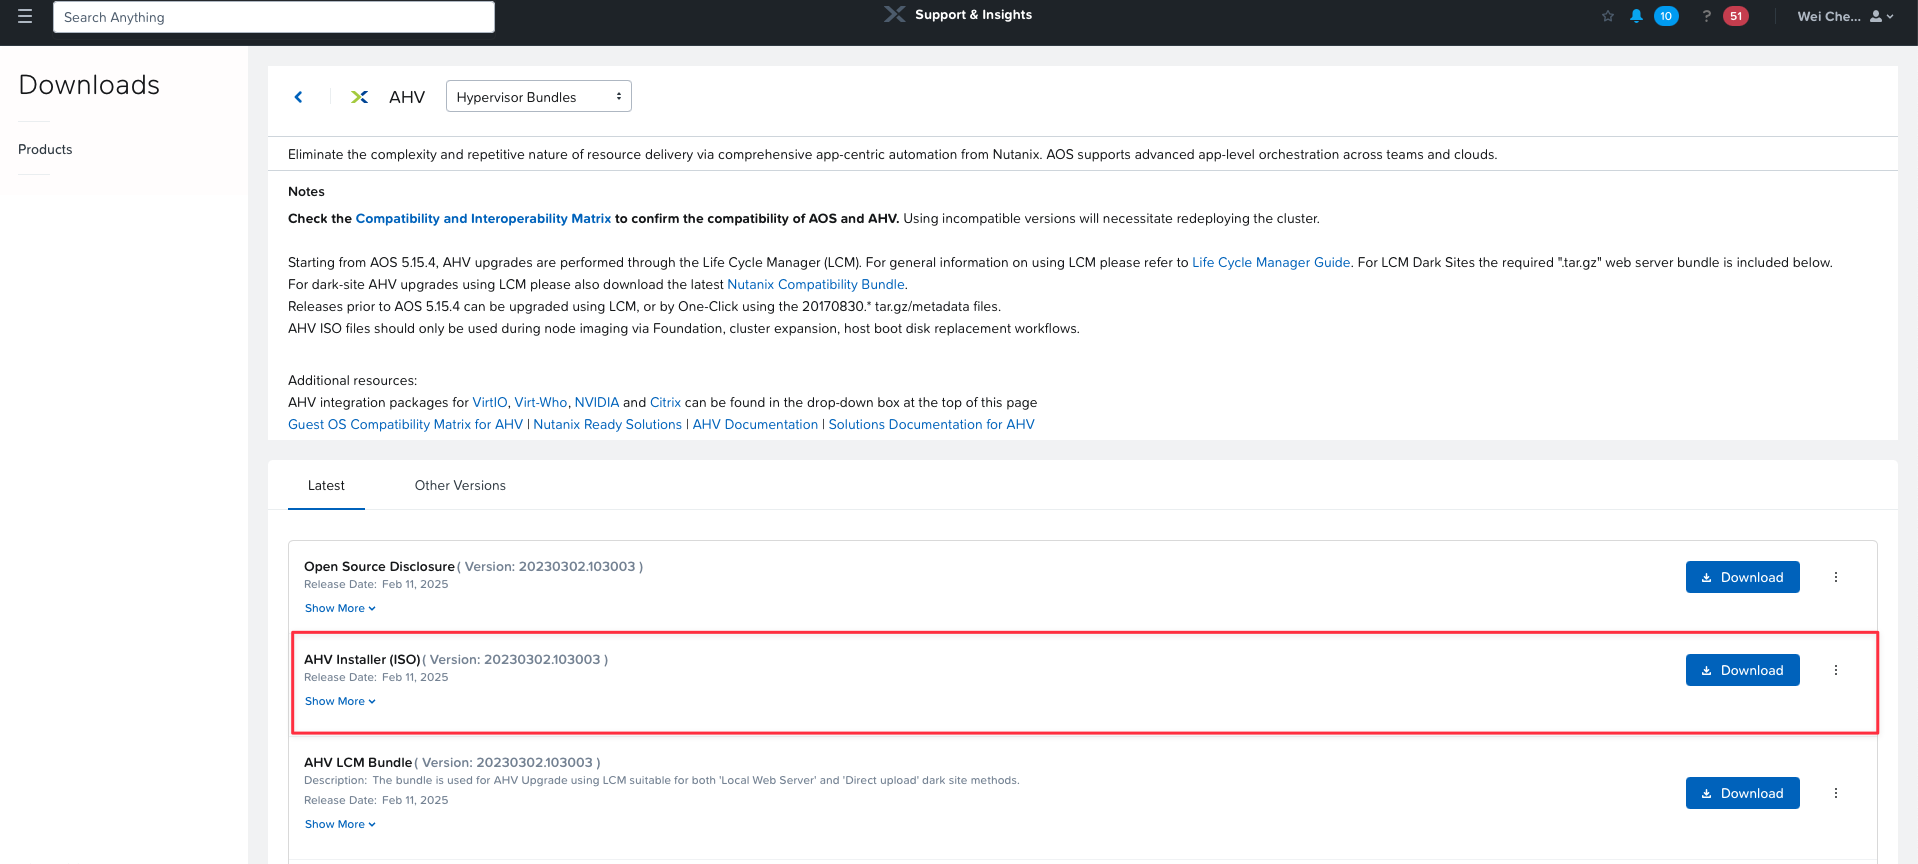 Search Anything
Support & Insights
10
?
51
Wei Che...
Downloads
Products
AHV
Hypervisor Bundles
Eliminate the complexity and repetitive nature of resource delivery via comprehensive app-centric automation from Nutanix. AOS supports advanced app-level orchestration across teams and clouds.
Notes
Check the Compatibility and Interoperability Matrix to confirm the compatibility of AOS and AHV. Using incompatible versions will necessitate redeploying the cluster.
Starting from AOS 5.15.4, AHV upgrades are performed through the Life Cycle Manager (LCM). For general information on using LCM please refer to Life Cycle Manager Guide. For LCM Dark Sites the required ".tar.gz" web server bundle is included below.
For dark-site AHV upgrades using LCM please also download the latest Nutanix Compatibility Bundle.
Releases prior to AOS 5.15.4 can be upgraded using LCM, or by One-Click using the 20170830.* tar.gz/metadata files.
AHV ISO files should only be used during node imaging via Foundation, cluster expansion, host boot disk replacement workflows.
Additional resources:
AHV integration packages for VirtIO, Virt-Who, NVIDIA and Citrix can be found in the drop-down box at the top of this page
Guest OS Compatibility Matrix for AHV | Nutanix Ready Solutions | AHV Documentation | Solutions Documentation for AHV
Latest
Other Versions
Open Source Disclosure ( Version: 20230302.103003 )
Release Date: Feb 11, 2025
Show More
Download
AHV Installer (ISO) ( Version: 20230302.103003 )
Release Date: Feb 11, 2025
Show More
Download
AHV LCM Bundle ( Version: 20230302.103003 )
Description: The bundle is used for AHV Upgrade using LCM suitable for both 'Local Web Server' and 'Direct upload' dark site methods.
Release Date: Feb 11, 2025
Show More
Download